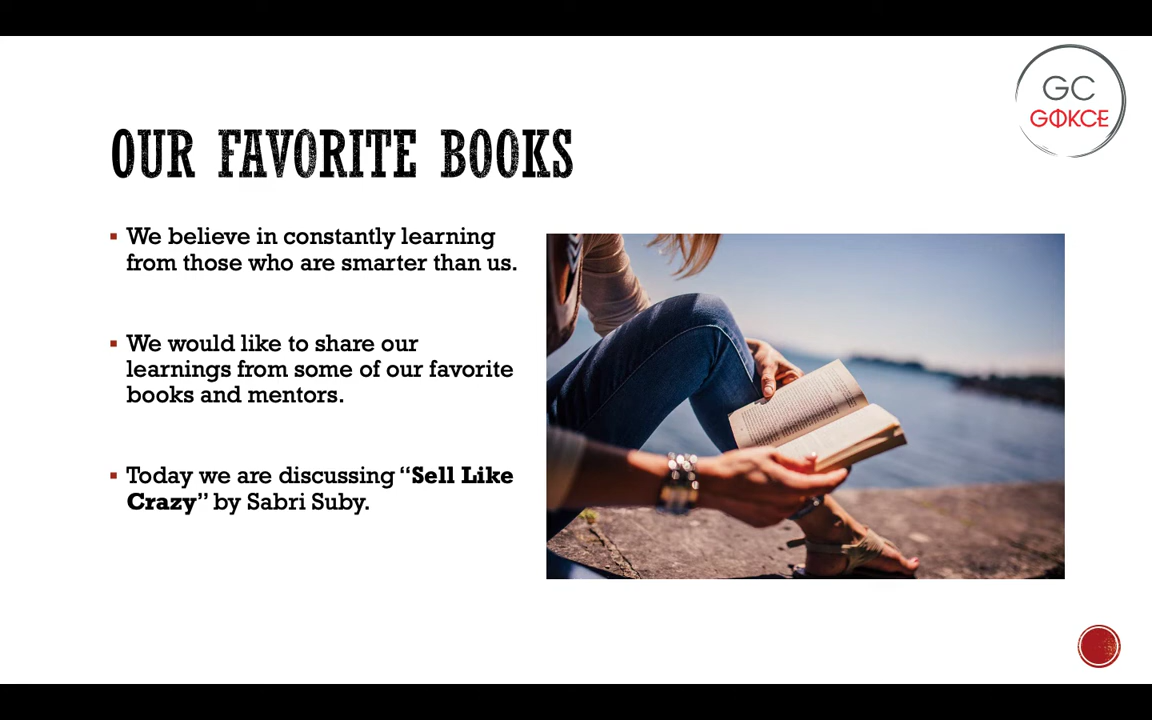 GC
GOKCE
OUR FAVORITE BOOKS
▪ We believe in constantly learning
from those who are smarter than us.
▪ We would like to share our
learnings from some of our favorite
books and mentors.
▪ Today we are discussing “Sell Like
Crazy” by Sabri Suby.